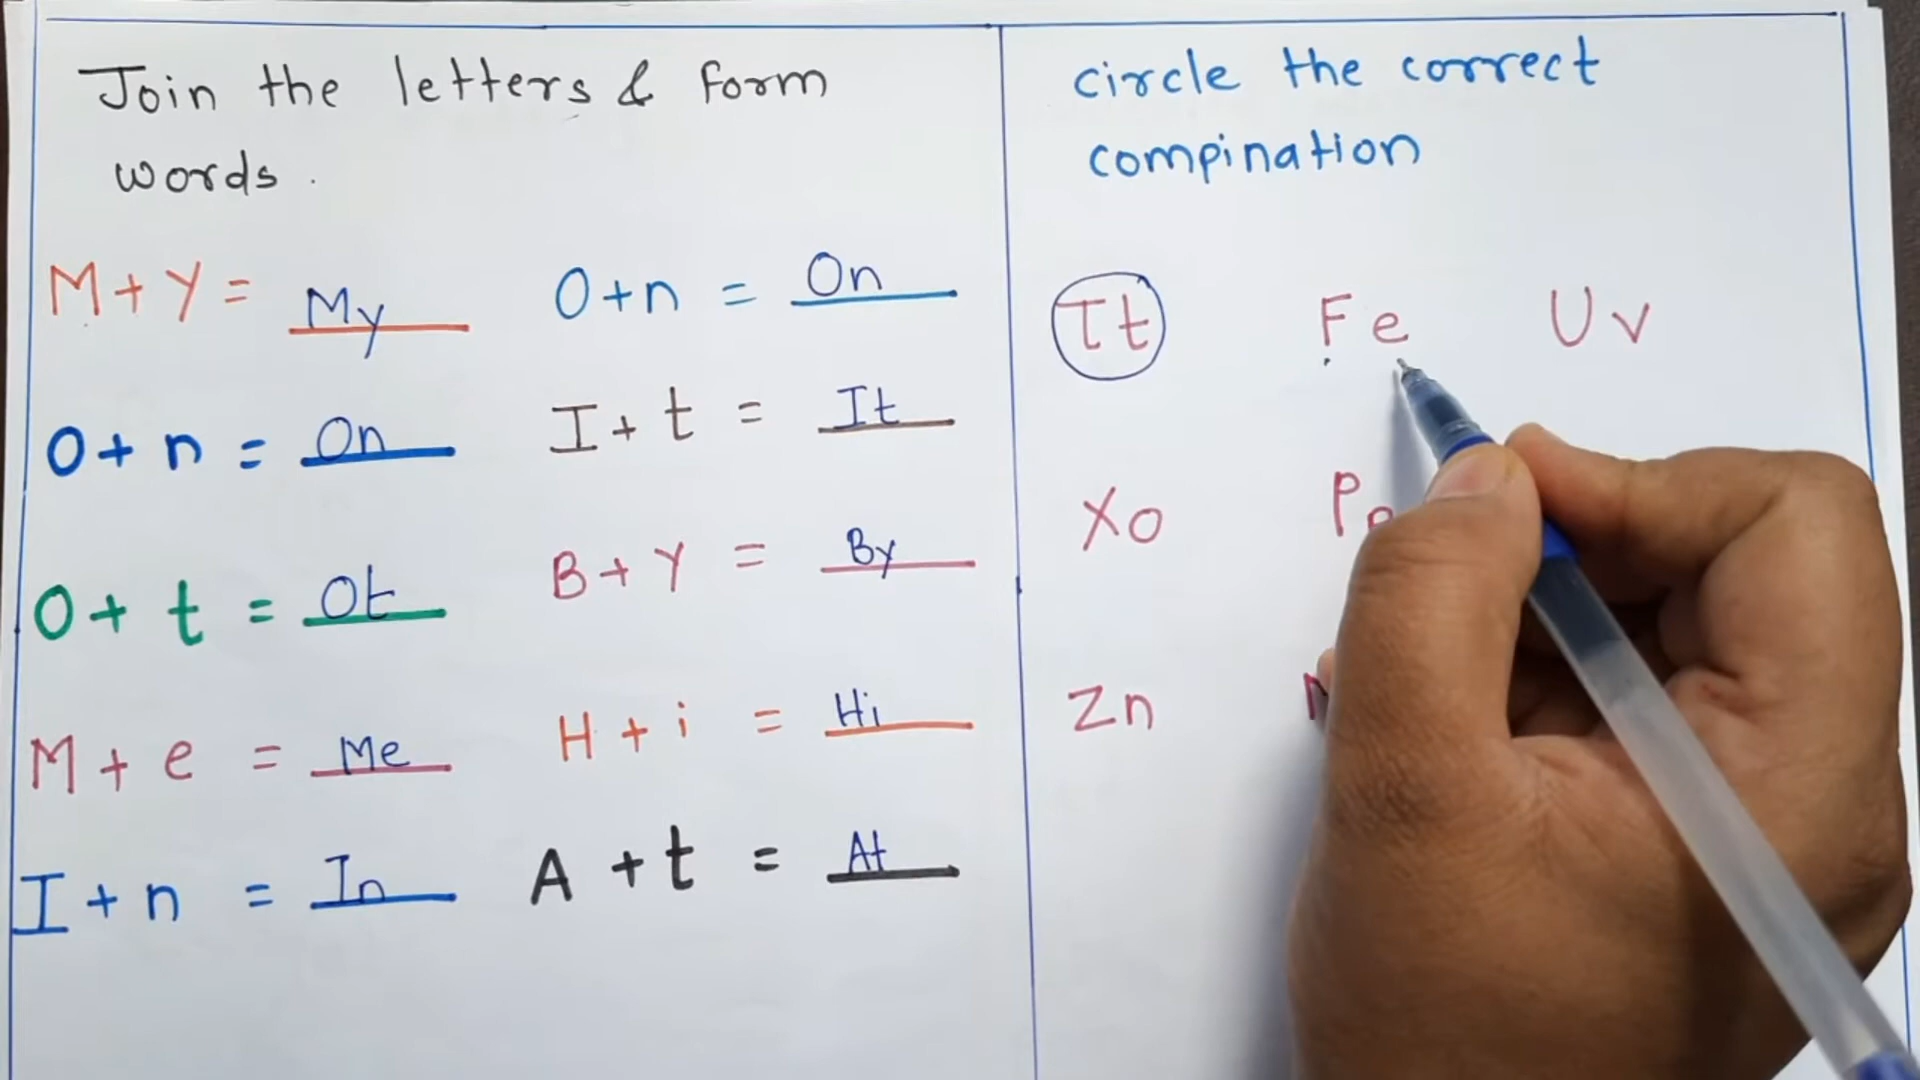 Join the letters & form
words.
M + y = My
O + n = On
O + t = Ot
M + e = Me
I + n = In
O + n = On
I + t = It
B + y = By
H + i = Hi
A + t = At
circle the correct
compination
Tt Fe Uv
Xo
Zn